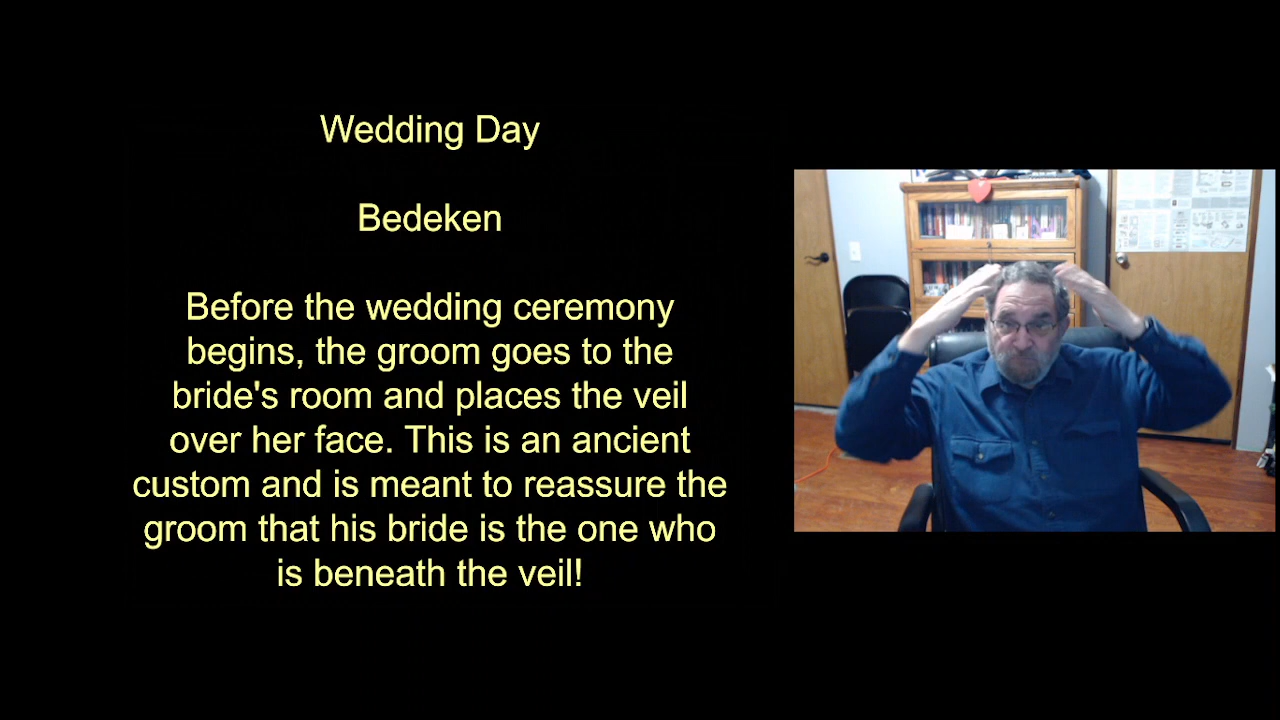 Wedding Day
Bedeken
Before the wedding ceremony
begins, the groom goes to the
bride's room and places the veil
over her face. This is an ancient
custom and is meant to reassure the
groom that his bride is the one who
is beneath the veil!